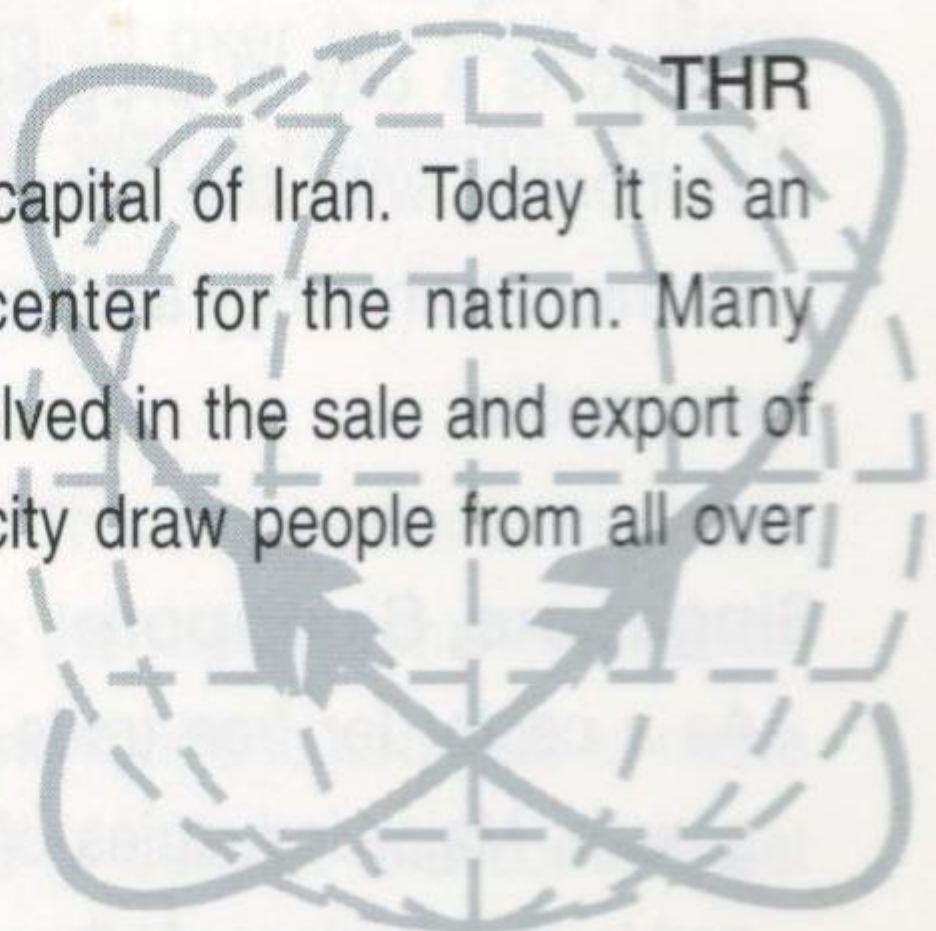 THR
capital of Iran. Today it is an
center for the nation. Many
lved in the sale and export of
city draw people from all over